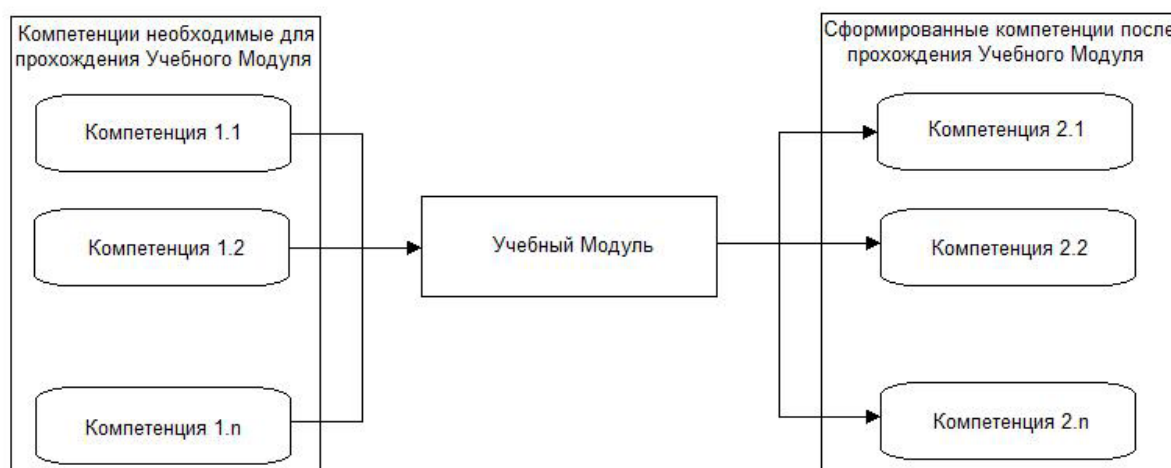 Компетенции необходимые для
прохождения Учебного Модуля
Компетенция 1.1
Компетенция 1.2
Компетенция 1.n
Учебный Модуль
Сформированные компетенции после
прохождения Учебного Модуля
Компетенция 2.1
Компетенция 2.2
Компетенция 2.n